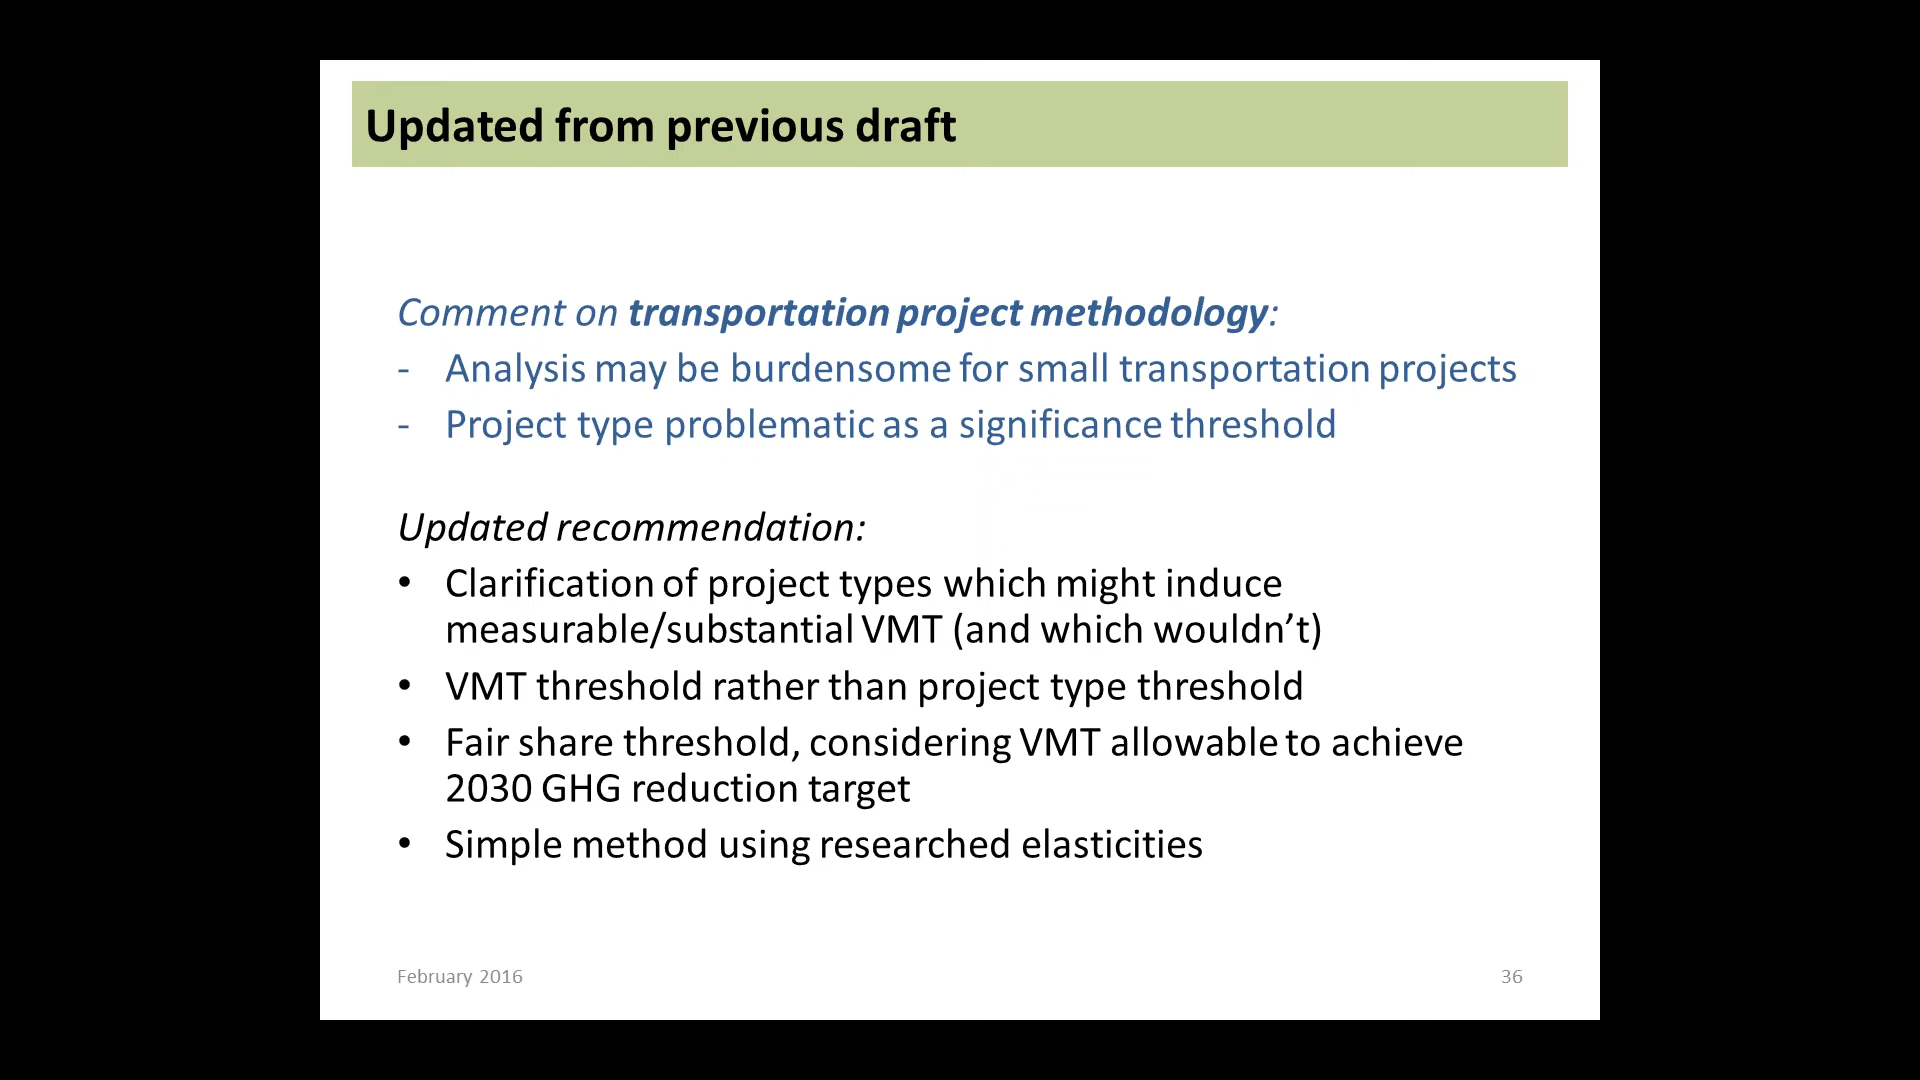 Updated from previous draft
Comment on transportation project methodology:
- Analysis may be burdensome for small transportation projects
- Project type problematic as a significance threshold
Updated recommendation:
• Clarification of project types which might induce
measurable/substantial VMT (and which wouldn’t)
• VMT threshold rather than project type threshold
• Fair share threshold, considering VMT allowable to achieve
2030 GHG reduction target
• Simple method using researched elasticities
February 2016
36